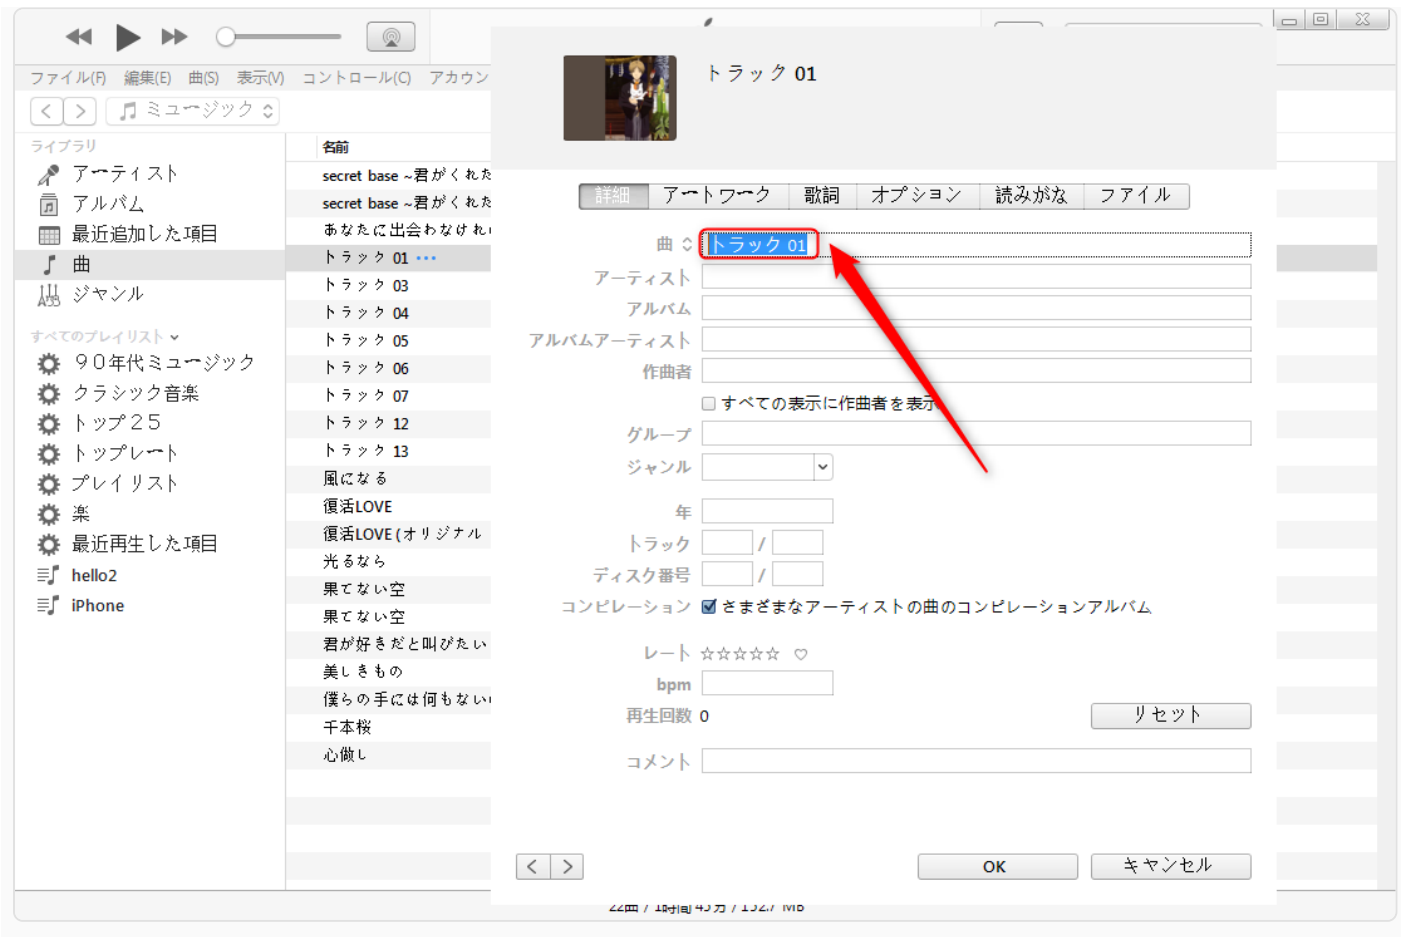 ファイル(F) 編集(E) 曲(S) 表示(V) コントロール(C) アカウン
ミュージック
ライブラリ
アーティスト
アルバム
最近追加した項目
曲
ジャンル
すべてのプレイリスト
９０年代ミュージック
クラシック音楽
トップ２５
トップレート
プレイリスト
楽
最近再生した項目
hello2
iPhone
名前
secret base ~君がくれた
secret base ~君がくれた
あなたに出会わなけれ
トラック 01 •••
トラック 03
トラック 04
トラック 05
トラック 06
トラック 07
トラック 12
トラック 13
風になる
復活LOVE
復活LOVE (オリジナル
光るなら
果てない空
果てない空
君が好きだと叫びたい
美しきもの
僕らの手には何もない
千本桜
心做し
トラック 01
詳細 アートワーク 歌詞 オプション 読みがな ファイル
曲 トラック 01
アーティスト
アルバム
アルバムアーティスト
作曲者
すべての表示に作曲者を表示
グループ
ジャンル
年
トラック /
ディスク番号 /
コンピレーション さまざまなアーティストの曲のコンピレーションアルバム
レート ☆☆☆☆☆ ♡
bpm
再生回数 0 リセット
コメント
< > OK キャンセル
22曲 / 1時間 45分 / 152.7 MB